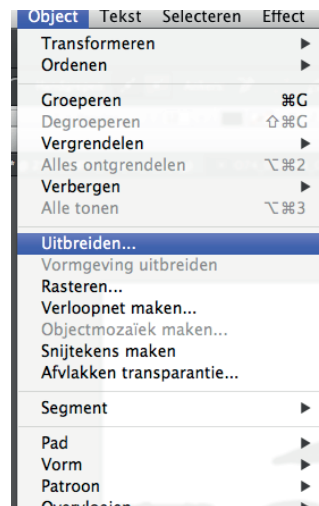 Object Tekst Selecteren Effect
Transformeren
Ordenen
Groeperen ⌘G
Degroeperen ⇧⌘G
Vergrendelen
Alles ontgrendelen ⌥⌘2
Verbergen
Alle tonen ⌥⌘3
Uitbreiden...
Vormgeving uitbreiden
Rasteren...
Verloopnet maken...
Objectmozaïek maken...
Snijtekens maken
Afvlakken transparantie...
Segment
Pad
Vorm
Patroon